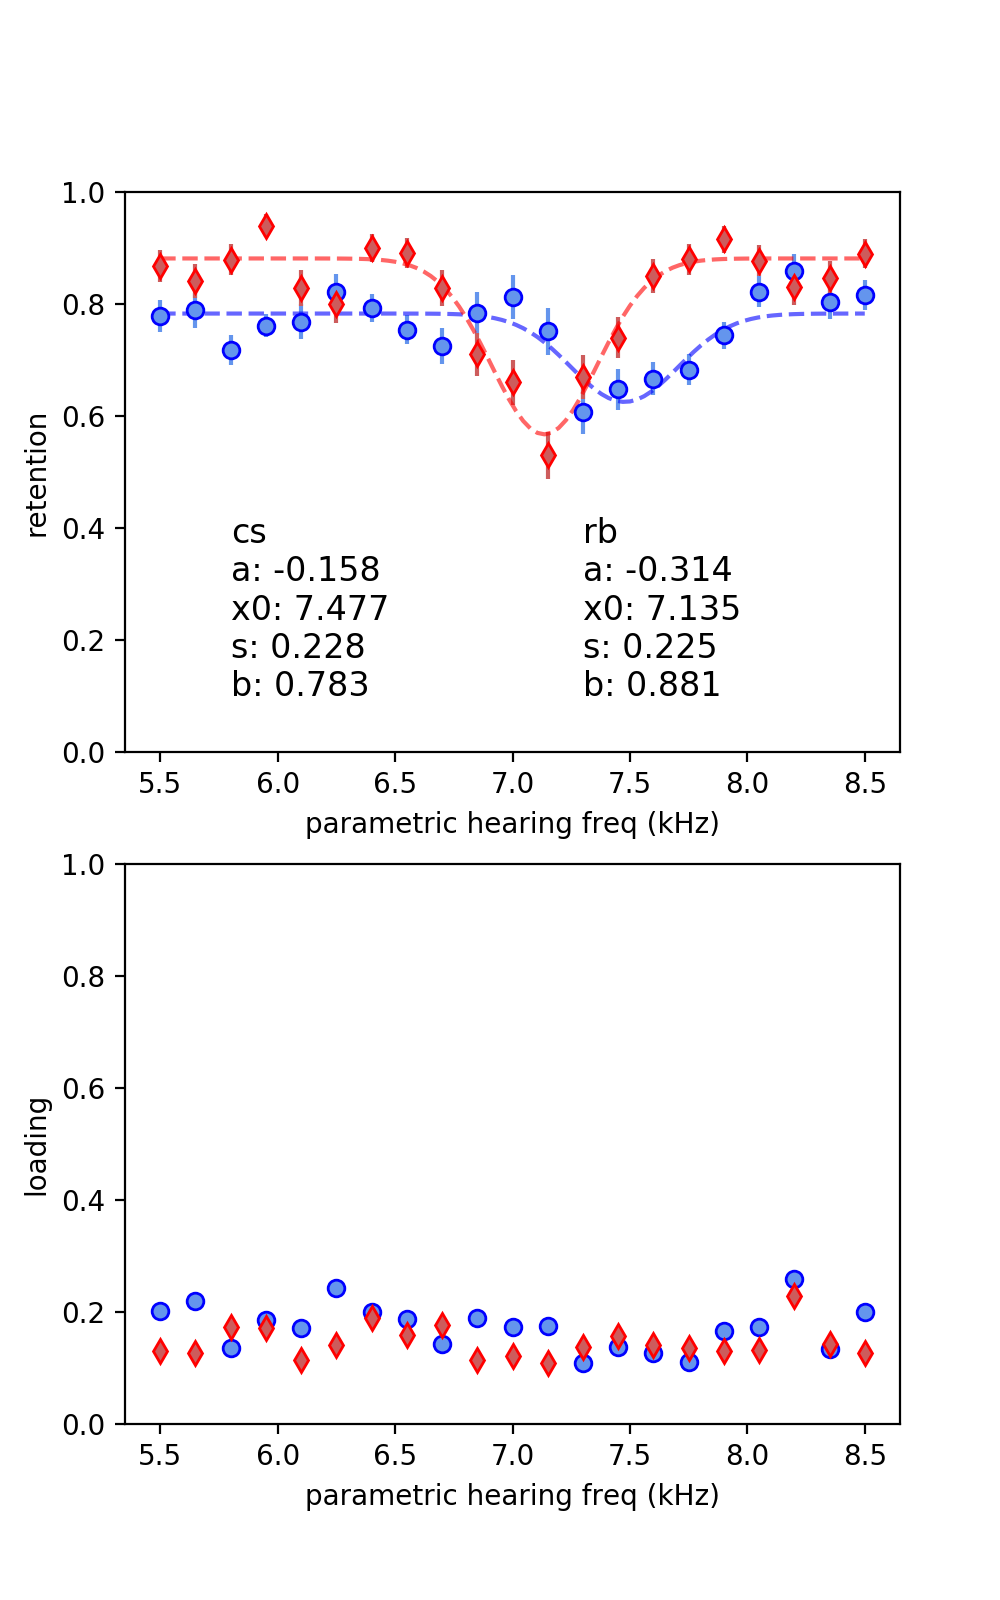 1.0
0.8
0.6
0.4
0.2
0.0
retention
cs
a: -0.158
x0: 7.477
s: 0.228
b: 0.783
rb
a: -0.314
x0: 7.135
s: 0.225
b: 0.881
5.5 6.0 6.5 7.0 7.5 8.0 8.5
parametric hearing freq (kHz)
1.0
0.8
0.6
0.4
0.2
0.0
loading
5.5 6.0 6.5 7.0 7.5 8.0 8.5
parametric hearing freq (kHz)